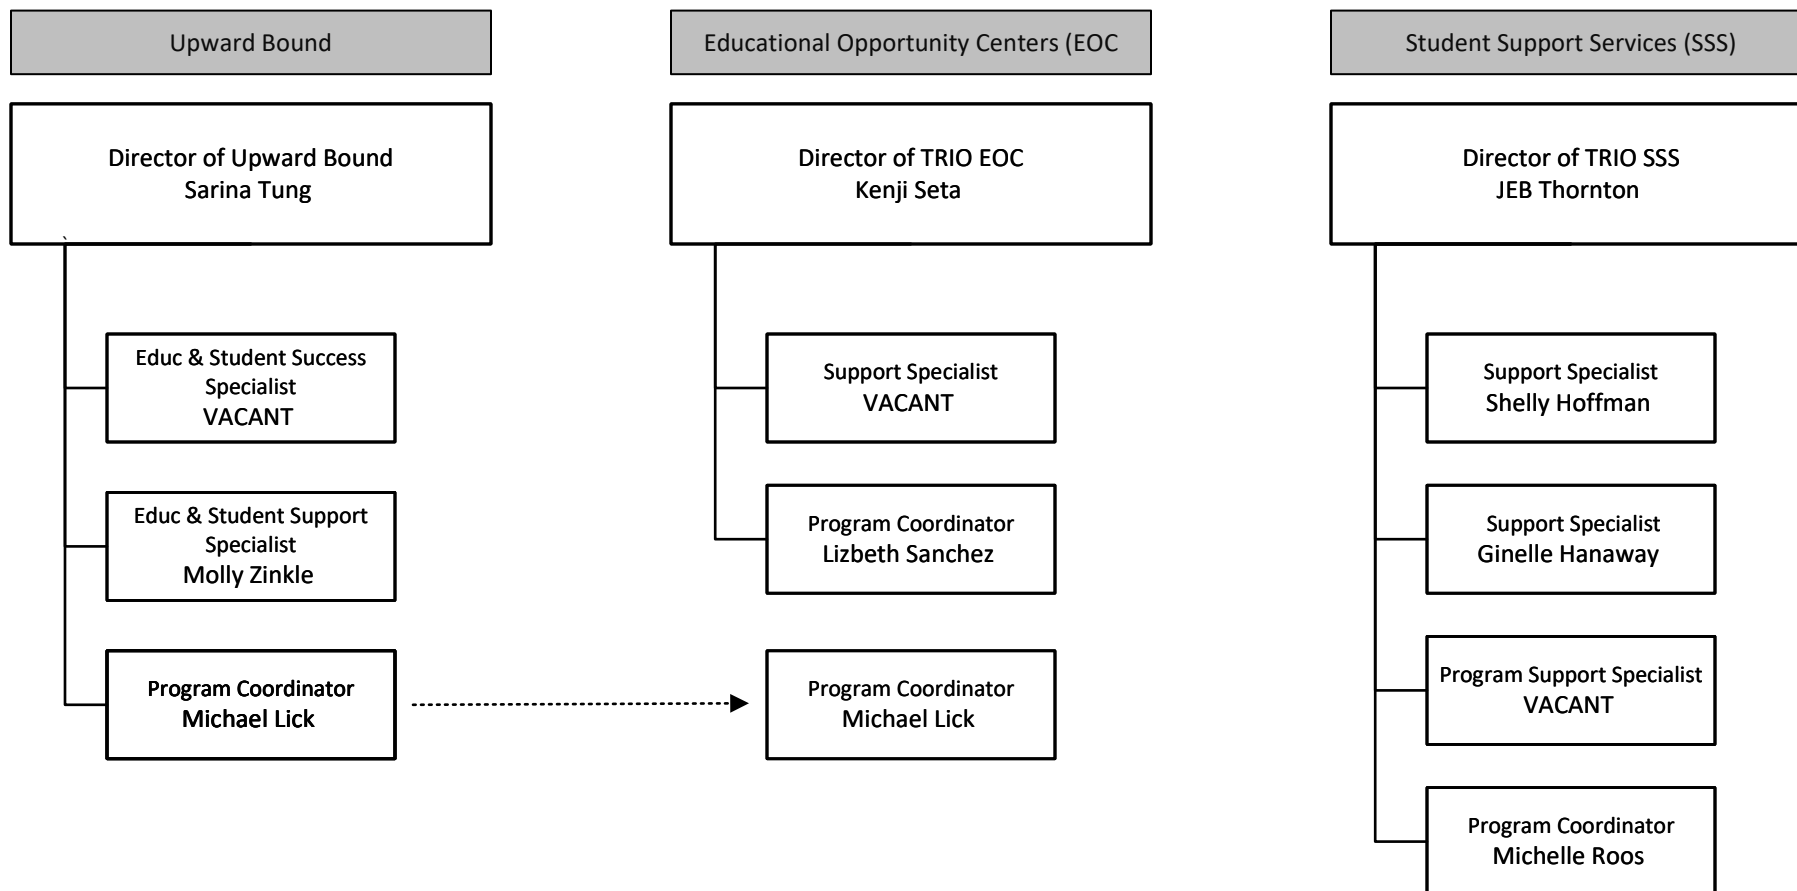 Upward Bound
Educational Opportunity Centers (EOC
Student Support Services (SSS)
Director of Upward Bound
Sarina Tung
`
Educ & Student Success
Specialist
VACANT
Educ & Student Support
Specialist
Molly Zinkle
Program Coordinator
Michael Lick
Director of TRIO EOC
Kenji Seta
Support Specialist
VACANT
Program Coordinator
Lizbeth Sanchez
Program Coordinator
Michael Lick
Director of TRIO SSS
JEB Thornton
Support Specialist
Shelly Hoffman
Support Specialist
Ginelle Hanaway
Program Support Specialist
VACANT
Program Coordinator
Michelle Roos